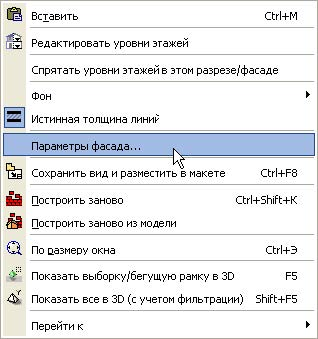 Вставить Ctrl+M
Редактировать уровни этажей
Спрятать уровни этажей в этом разрезе/фасаде
Фон
Истинная толщина линий
Параметры фасада...
Сохранить вид и разместить в макете Ctrl+F8
Построить заново Ctrl+Shift+K
Построить заново из модели
По размеру окна Ctrl+Э
Показать выборку/бегущую рамку в 3D F5
Показать все в 3D (с учетом фильтрации) Shift+F5
Перейти к